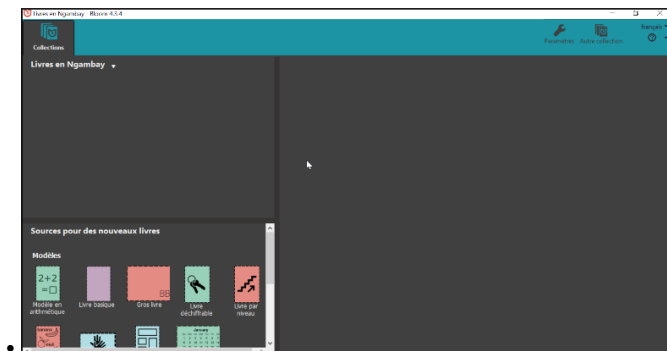 Livres en Ngambay - Bloom 4.3.4
Collections
Paramètres
Autre collection
français
Livres en Ngambay
Sources pour des nouveaux livres
Modèles
2+2
=□
Modèle en
arithmétique
Livre basique
Gros livre
Livre
déchiffrable
Livre par
niveau